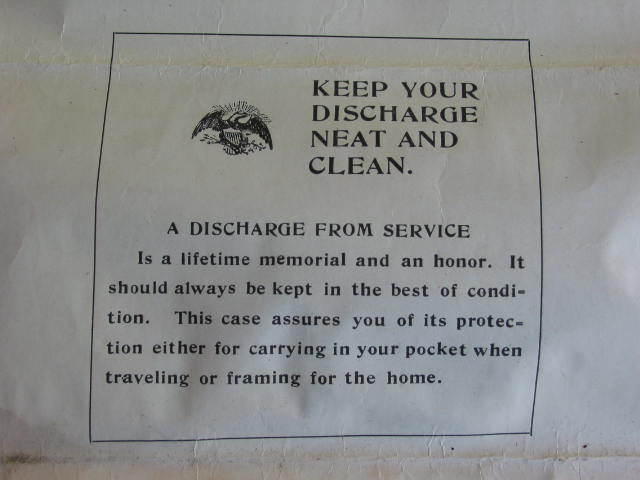 KEEP YOUR
DISCHARGE
NEAT AND
CLEAN.
A DISCHARGE FROM SERVICE
Is a lifetime memorial and an honor. It
should always be kept in the best of condi-
tion. This case assures you of its protec-
tion either for carrying in your pocket when
traveling or framing for the home.